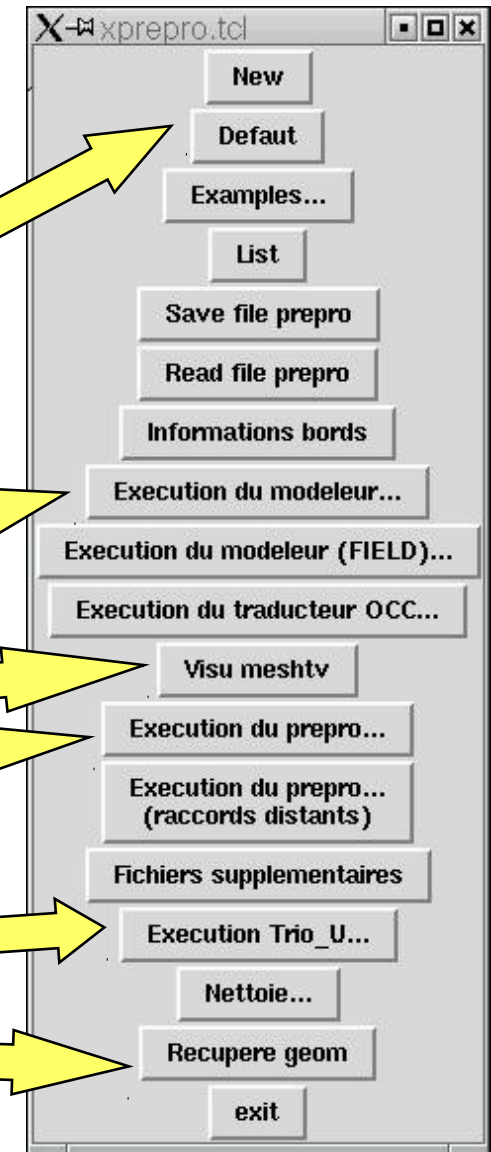 xprepro.tcl
New
Defaut
Examples...
List
Save file prepro
Read file prepro
Informations bords
Execution du modeleur...
Execution du modeleur (FIELD)...
Execution du traducteur OCC...
Visu meshtv
Execution du prepro...
Execution du prepro...
(raccords distants)
Fichiers supplementaires
Execution Trio_U...
Nettoie...
Recupere geom
exit